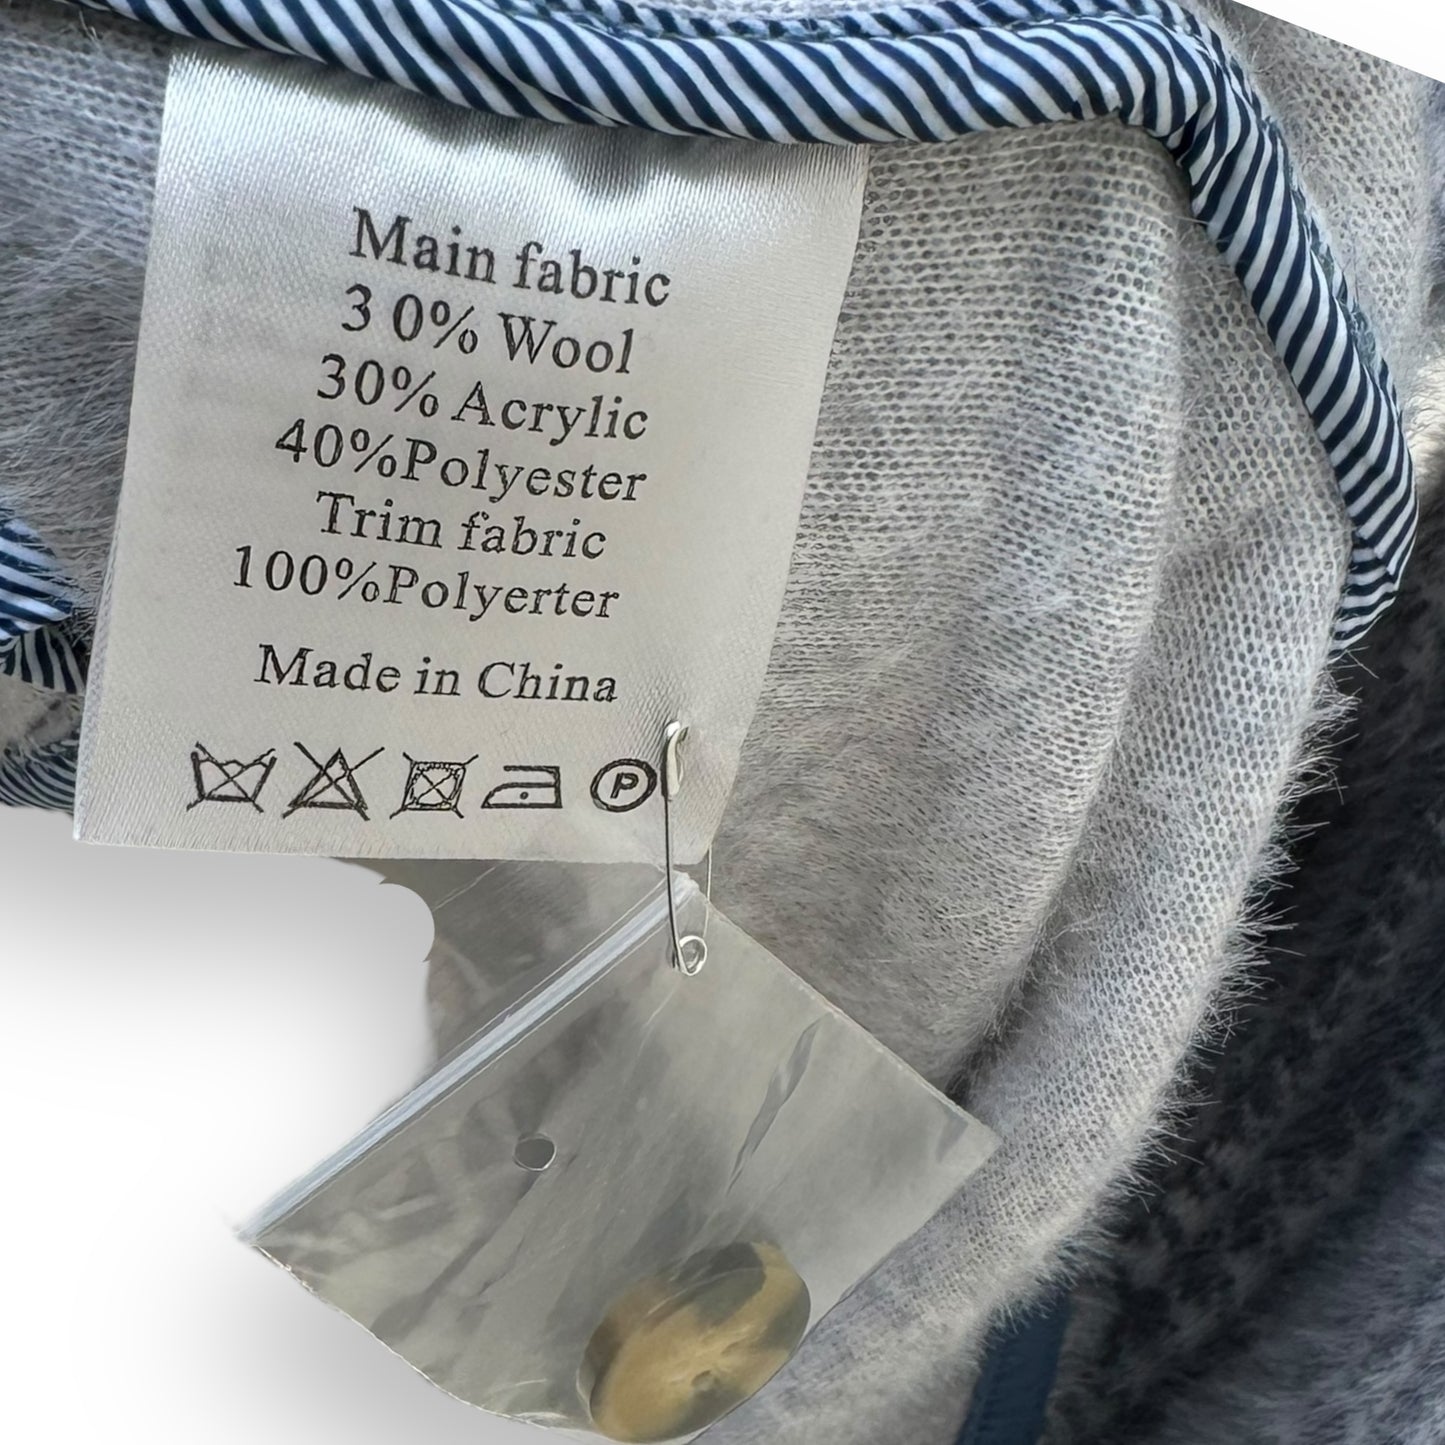 Main fabric
3 0% Wool
30% Acrylic
40%Polyester
Trim fabric
100%Polyerter
Made in China
P